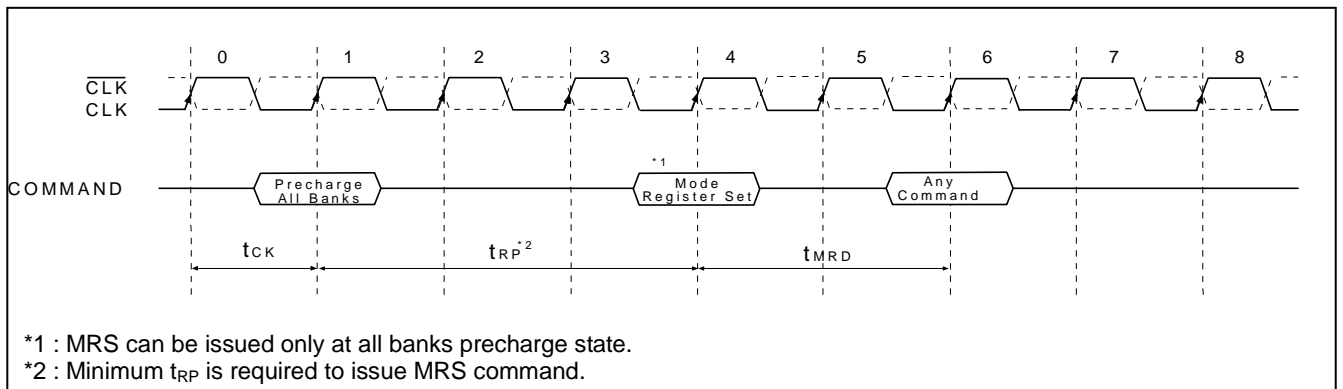 0 1 2 3 4 5 6 7 8
CLK
CLK
*1
COMMAND
Precharge
All Banks
Mode
Register Set
Any
Command
tCK
tRP*2
tMRD
*1 : MRS can be issued only at all banks precharge state.
*2 : Minimum tRP is required to issue MRS command.